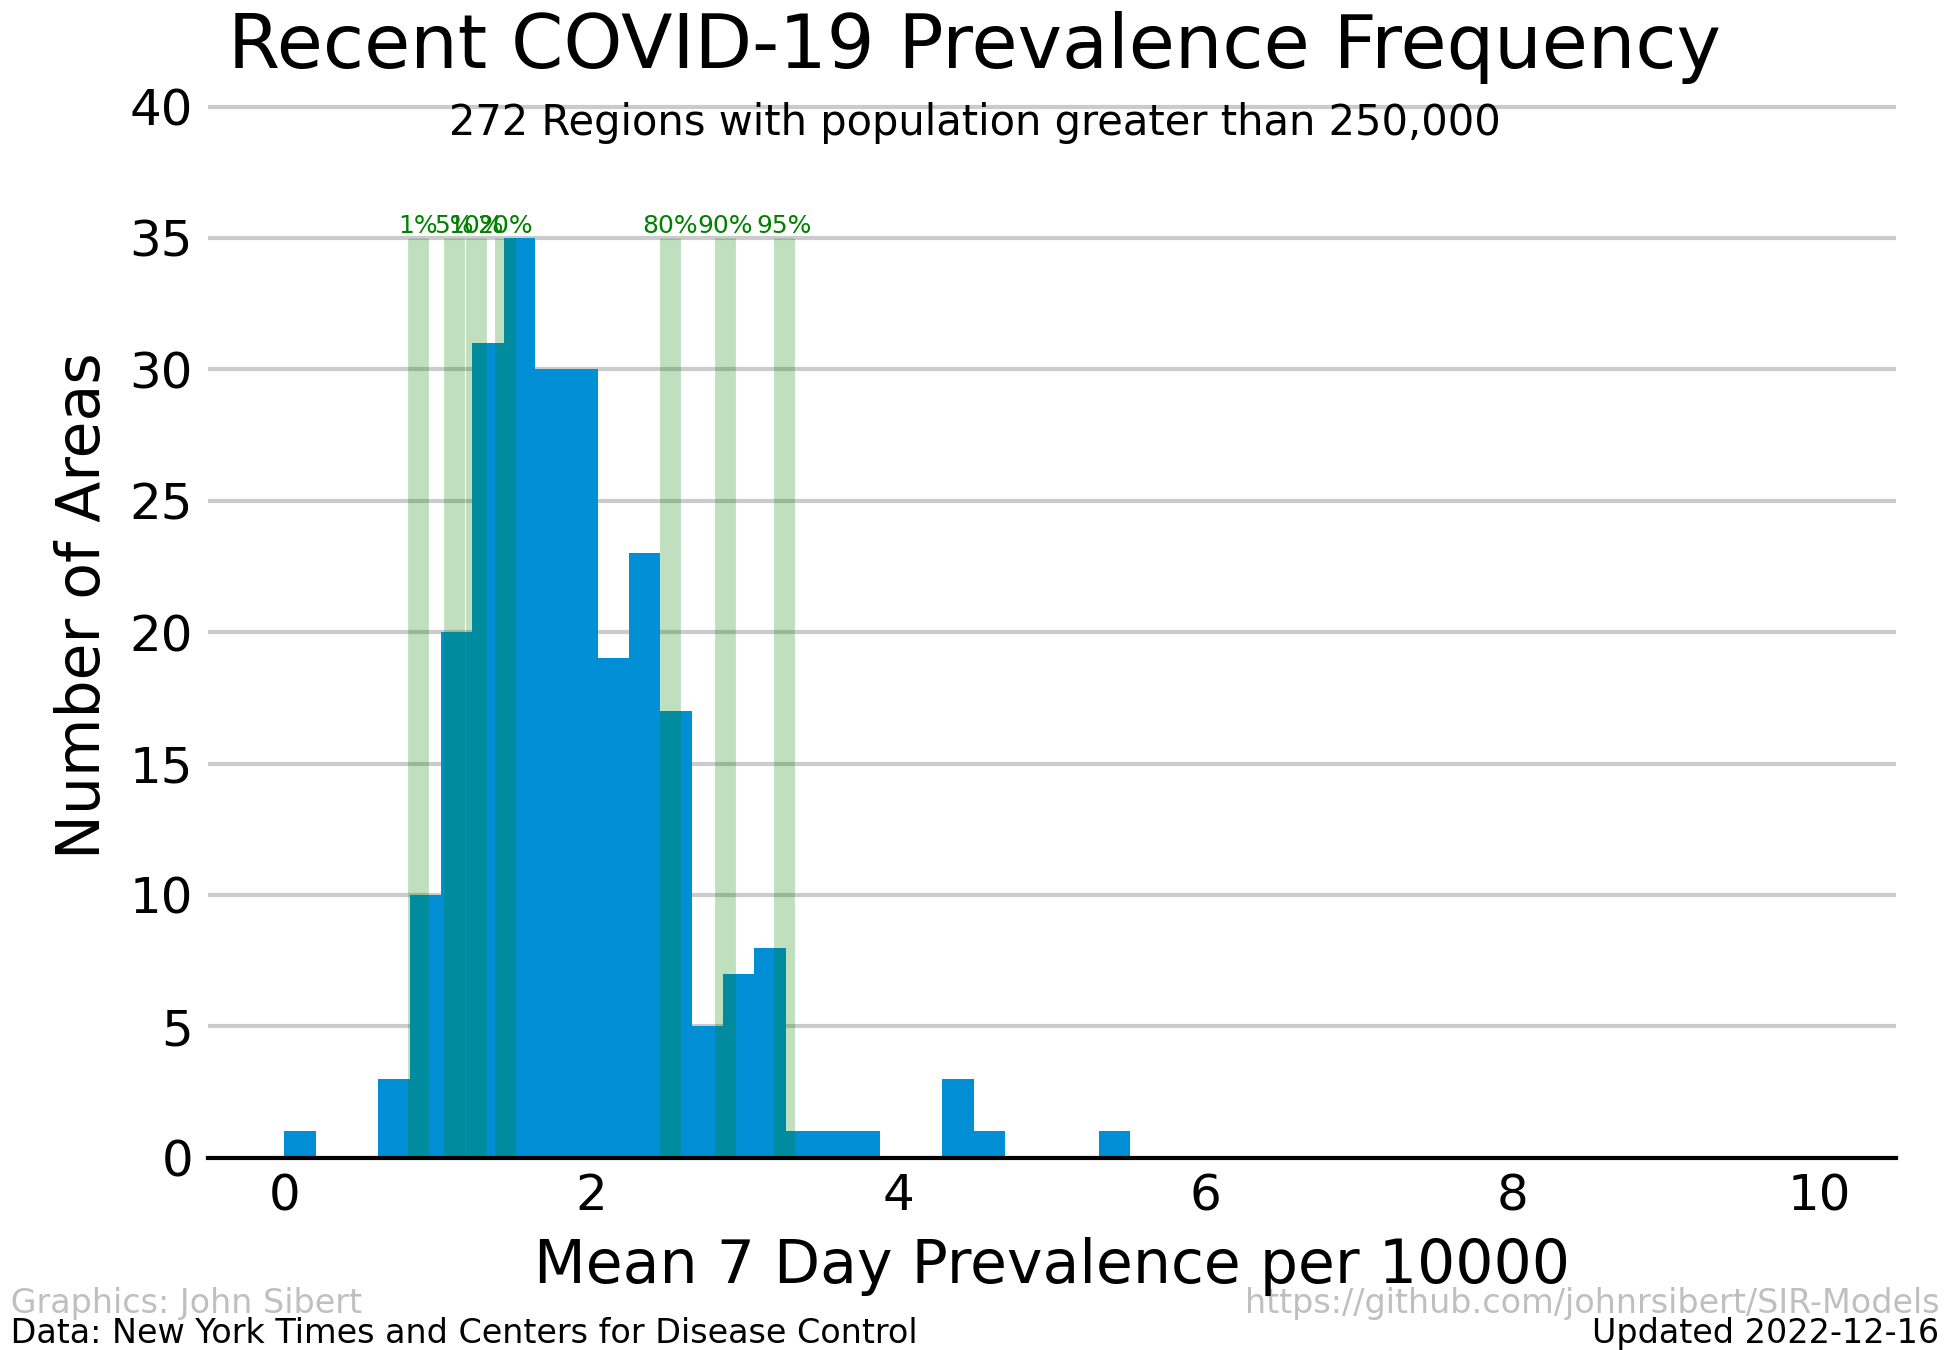 Recent COVID-19 Prevalence Frequency
272 Regions with population greater than 250,000
40
1% 5% 10% 20% 80% 90% 95%
35
30
25
20
15
10
5
0
Number of Areas
0 2 4 6 8 10
Mean 7 Day Prevalence per 10000
Graphics: John Sibert https://github.com/johnrsibert/SIR-Models
Data: New York Times and Centers for Disease Control Updated 2022-12-16